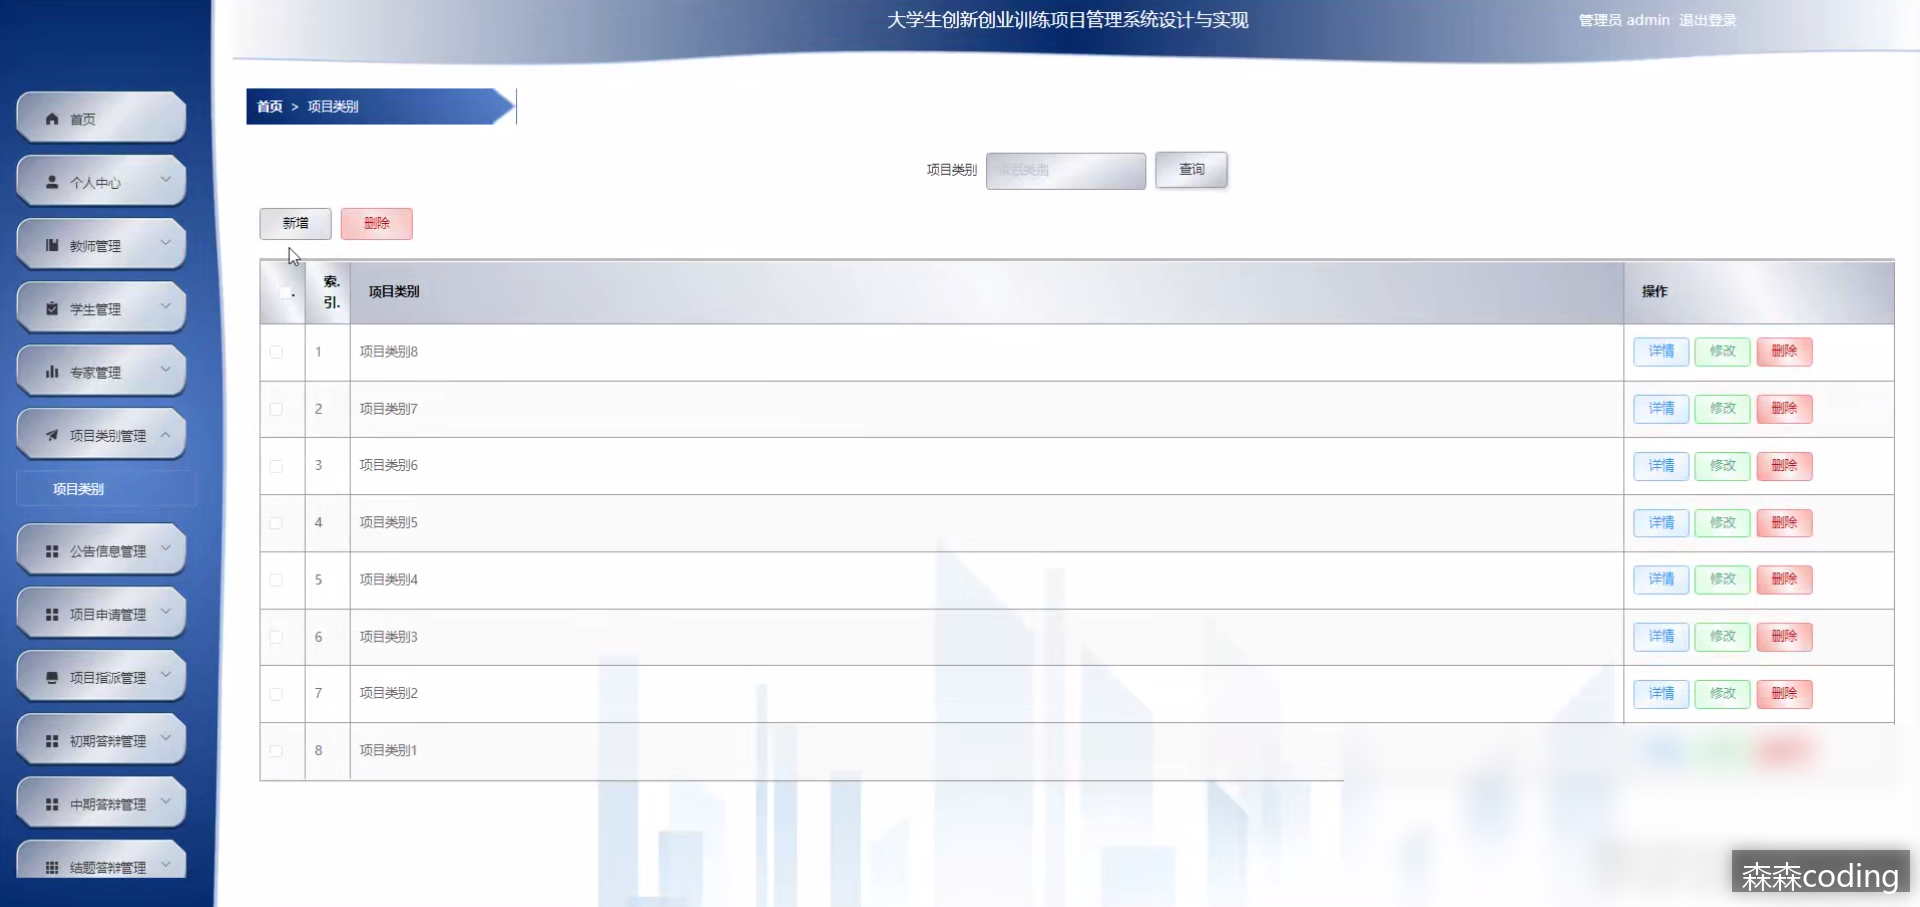 大学生创新创业训练项目管理系统设计与实现
管理员 admin 退出登录
首页
个人中心
教师管理
学生管理
专家管理
项目类别管理
项目类别
公告信息管理
项目申请管理
项目指派管理
初期答辩管理
中期答辩管理
结题答辩管理
首页 > 项目类别
项目类别 项目类别 查询
新增 删除
索. 项目类别 操作
引.
1 项目类别8 详情 修改 删除
2 项目类别7 详情 修改 删除
3 项目类别6 详情 修改 删除
4 项目类别5 详情 修改 删除
5 项目类别4 详情 修改 删除
6 项目类别3 详情 修改 删除
7 项目类别2 详情 修改 删除
8 项目类别1
森森coding